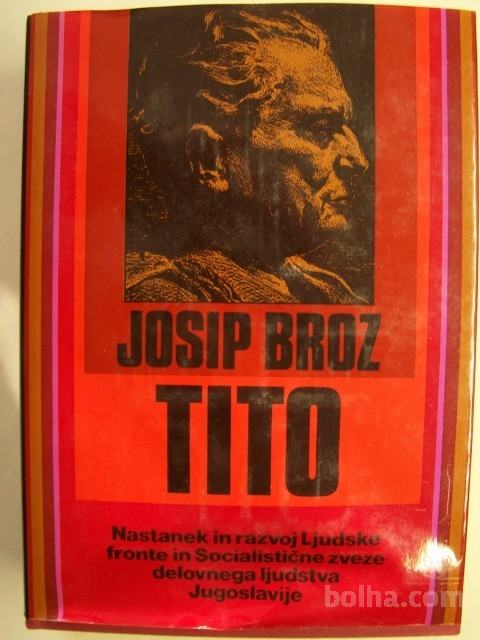 JOSIP BROZ
TITO
Nastanek in razvoj Ljudske
fronte in Socialistične zveze
delovnega ljudstva
Jugoslavije
bolha.com